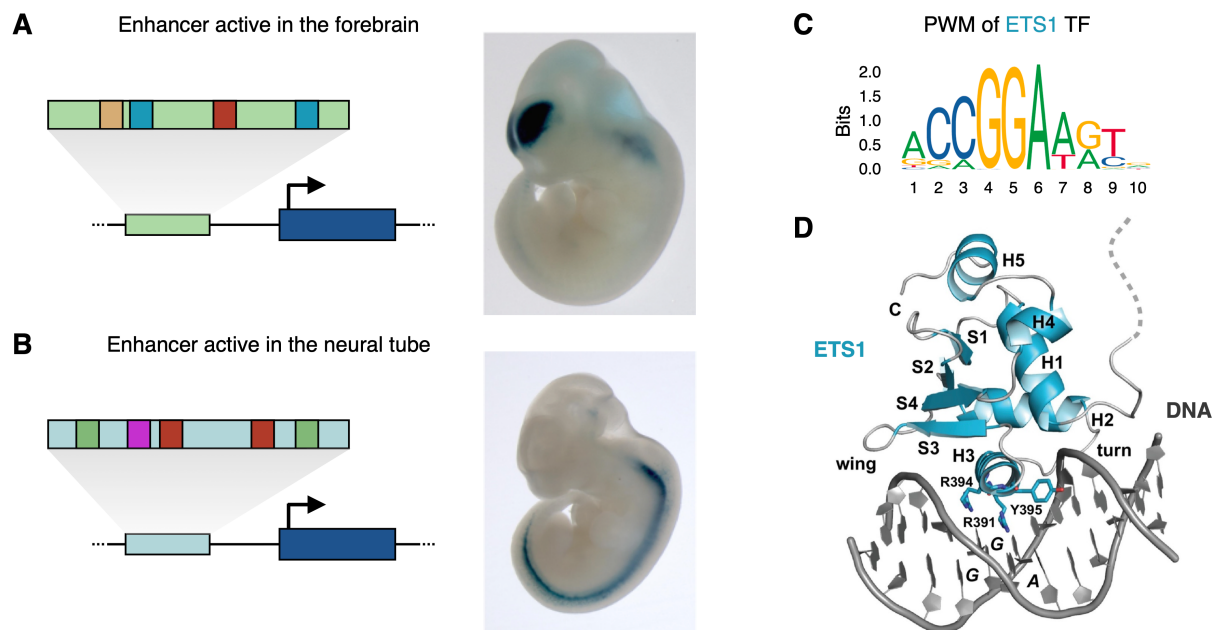 A
Enhancer active in the forebrain
B
Enhancer active in the neural tube
C
PWM of ETS1 TF
Bits
2.0
1.5
1.0
0.5
0.0
ACCGGAAGT
1 2 3 4 5 6 7 8 9 10
D
H5
C
H4
S1
ETS1
H1
S2
S4
H2
DNA
S3
turn
wing
H3
R394
Y395
R391
G
G
A